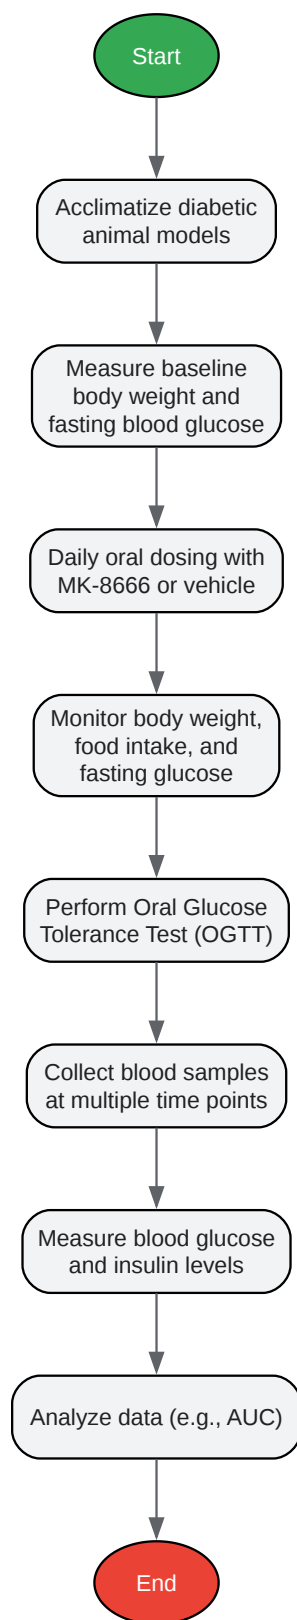 Start
Acclimatize diabetic
animal models
Measure baseline
body weight and
fasting blood glucose
Daily oral dosing with
MK-8666 or vehicle
Monitor body weight,
food intake, and
fasting glucose
Perform Oral Glucose
Tolerance Test (OGTT)
Collect blood samples
at multiple time points
Measure blood glucose
and insulin levels
Analyze data (e.g., AUC)
End